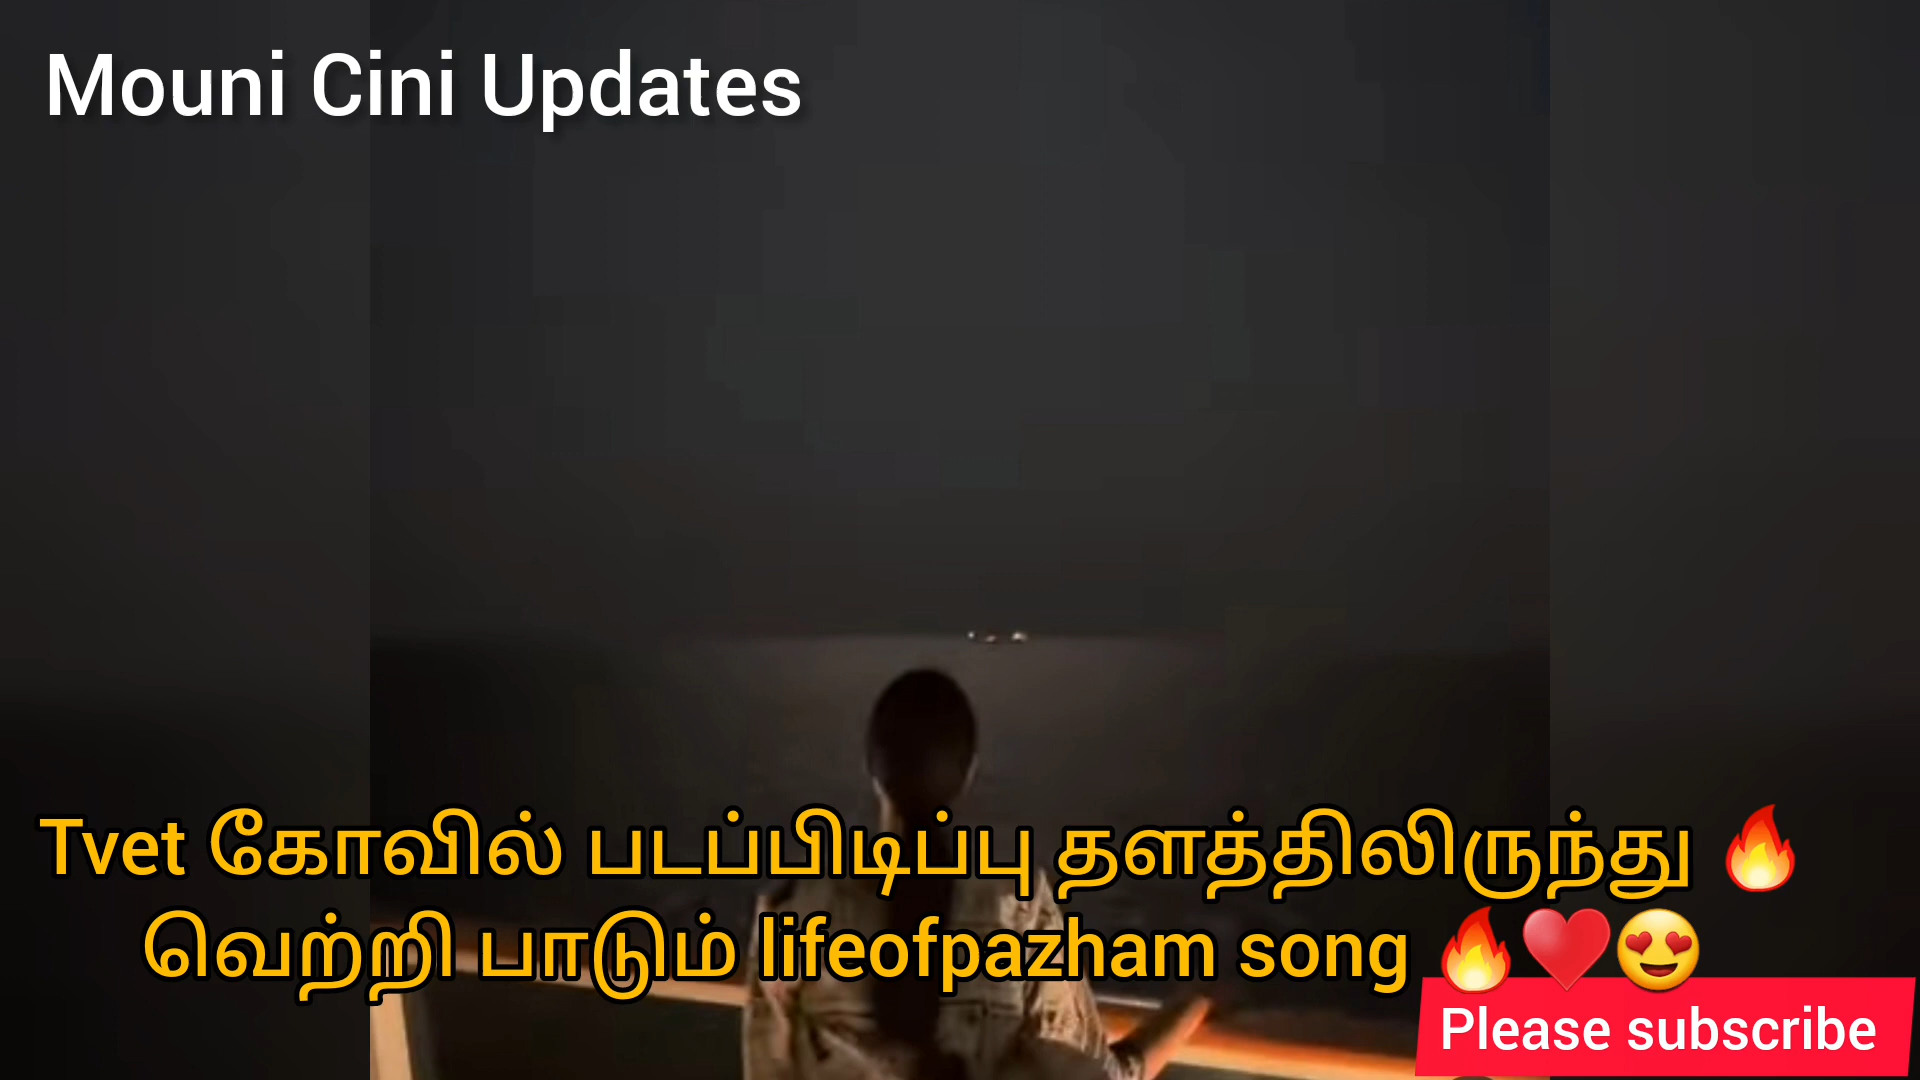 Mouni Cini Updates
Tvet கோவில் படப்பிடிப்பு தளத்திலிருந்து 🔥
வெற்றி பாடும் lifeofpazham song 🔥❤️😍
Please subscribe